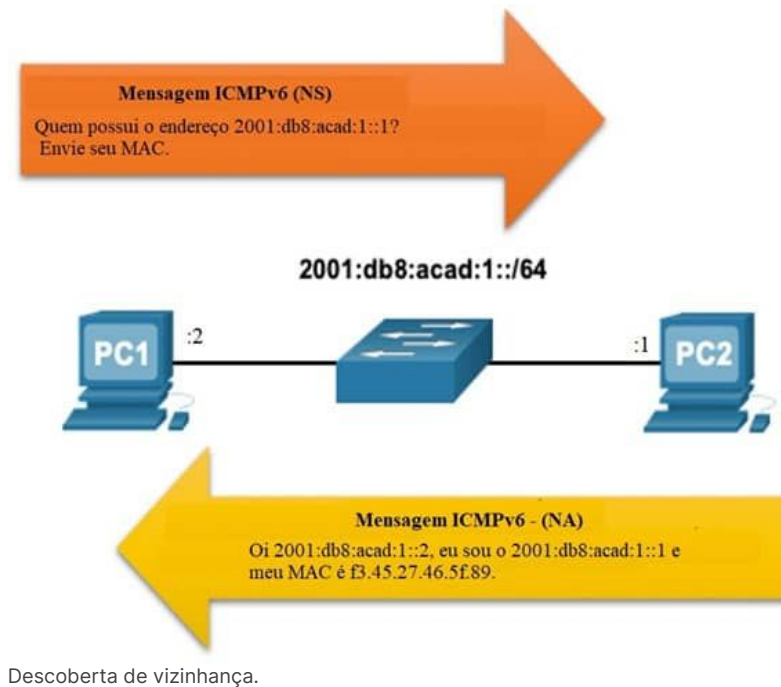 Mensagem ICMPv6 (NS)
Quem possui o endereço 2001:db8:acad:1::1?
Envie seu MAC.
2001:db8:acad:1::/64
PC1
:2
:1
PC2
Mensagem ICMPv6 - (NA)
Oi 2001:db8:acad:1::2, eu sou o 2001:db8:acad:1::1 e
meu MAC é f3.45.27.46.5f.89.
Descoberta de vizinhança.